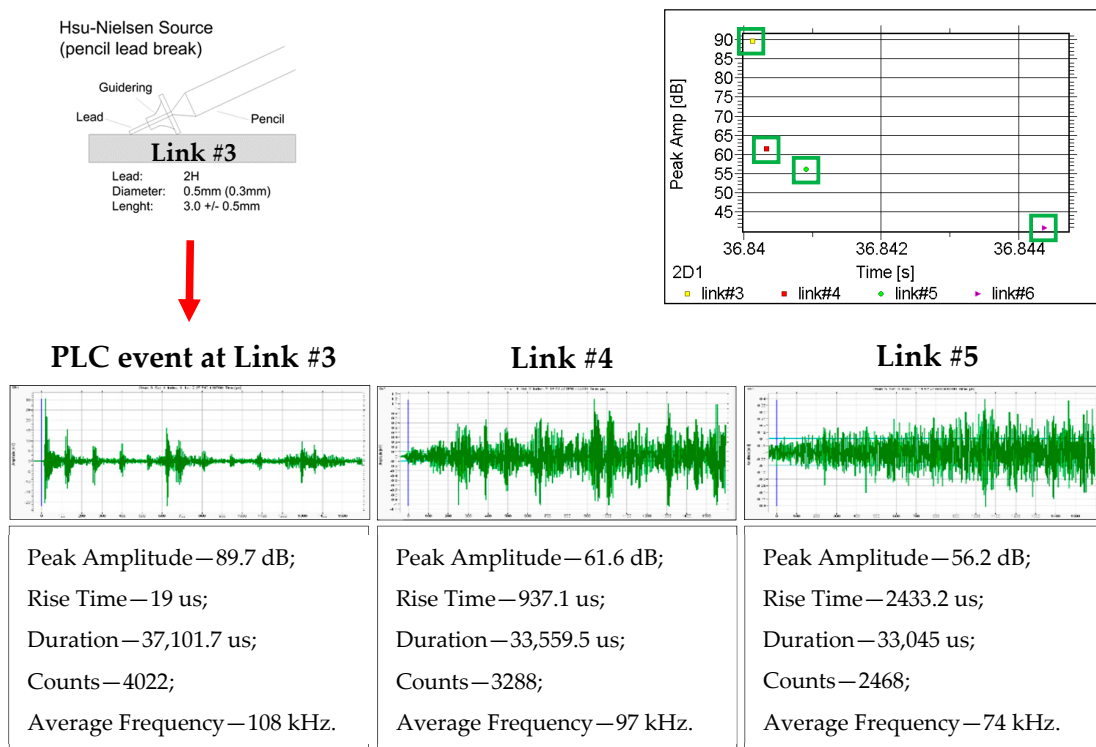 Hsu-Nielsen Source
(pencil lead break)
Guidering
Lead
Pencil
Link #3
Lead: 2H
Diameter: 0.5mm (0.3mm)
Lenght: 3.0 +/- 0.5mm
Peak Amp [dB]
90
85
80
75
70
65
60
55
50
45
36.84
36.842
36.844
Time [s]
2D1
link#3 link#4 link#5 link#6
PLC event at Link #3
Link #4
Link #5
Peak Amplitude—89.7 dB;
Rise Time—19 us;
Duration—37,101.7 us;
Counts—4022;
Average Frequency—108 kHz.
Peak Amplitude—61.6 dB;
Rise Time—937.1 us;
Duration—33,559.5 us;
Counts—3288;
Average Frequency—97 kHz.
Peak Amplitude—56.2 dB;
Rise Time—2433.2 us;
Duration—33,045 us;
Counts—2468;
Average Frequency—74 kHz.